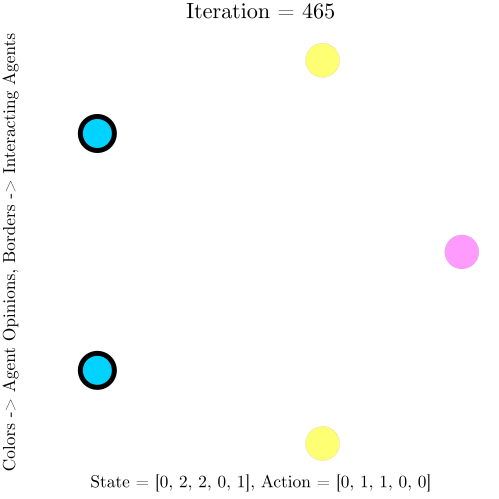 Iteration = 465
Colors -> Agent Opinions, Borders -> Interacting Agents
State = [0, 2, 2, 0, 1], Action = [0, 1, 1, 0, 0]